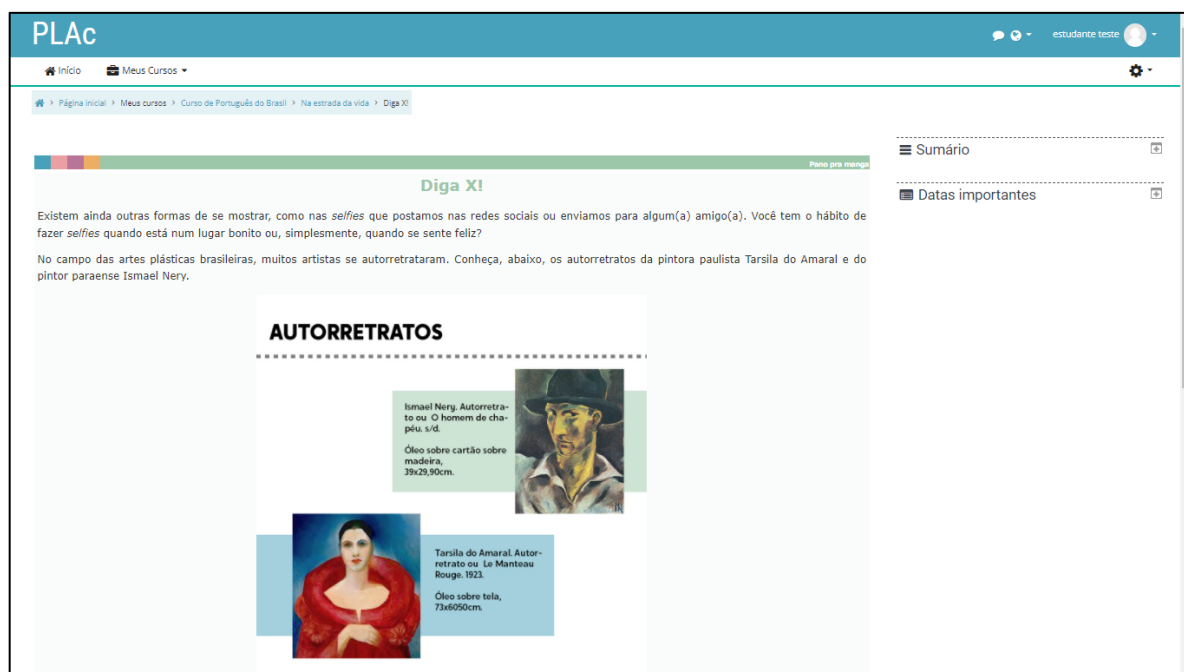 PLAc
estudante teste
Início
Meus Cursos
Página inicial > Meus cursos > Curso de Português do Brasil > Na estrada da vida > Diga X!
Pano pra manga
Diga X!
Existem ainda outras formas de se mostrar, como nas selfies que postamos nas redes sociais ou enviamos para algum(a) amigo(a). Você tem o hábito de
fazer selfies quando está num lugar bonito ou, simplesmente, quando se sente feliz?
No campo das artes plásticas brasileiras, muitos artistas se autorretrataram. Conheça, abaixo, os autorretratos da pintora paulista Tarsila do Amaral e do
pintor paraense Ismael Nery.
AUTORRETRATOS
Ismael Nery. Autorretra-
to ou O homem de cha-
péu. s/d.
Óleo sobre cartão sobre
madeira,
39x29,90cm.
Tarsila do Amaral. Autor-
retrato ou Le Manteau
Rouge. 1923.
Óleo sobre tela,
73x6050cm.
Sumário
Datas importantes